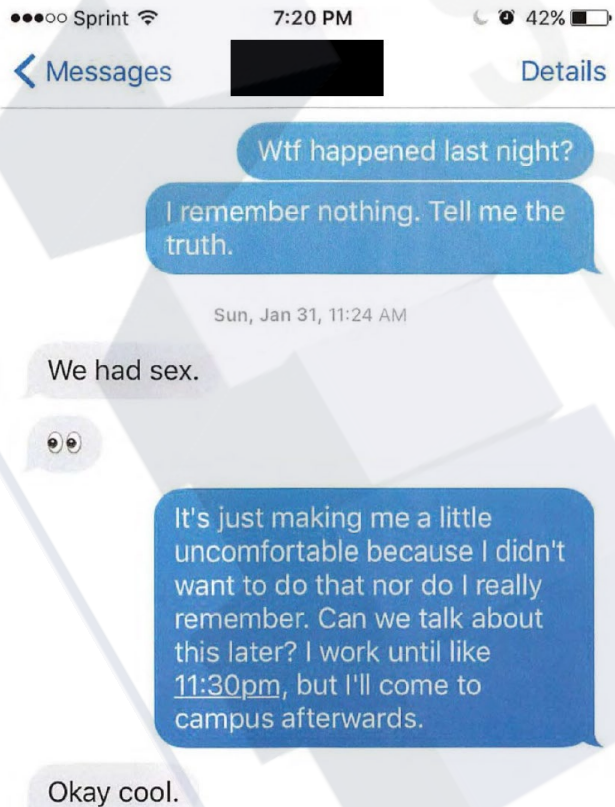 Sprint 7:20 PM 42%
Messages Details
Wtf happened last night?
I remember nothing. Tell me the
truth.
Sun, Jan 31, 11:24 AM
We had sex.
👀
It's just making me a little
uncomfortable because I didn't
want to do that nor do I really
remember. Can we talk about
this later? I work until like
11:30pm, but I'll come to
campus afterwards.
Okay cool.